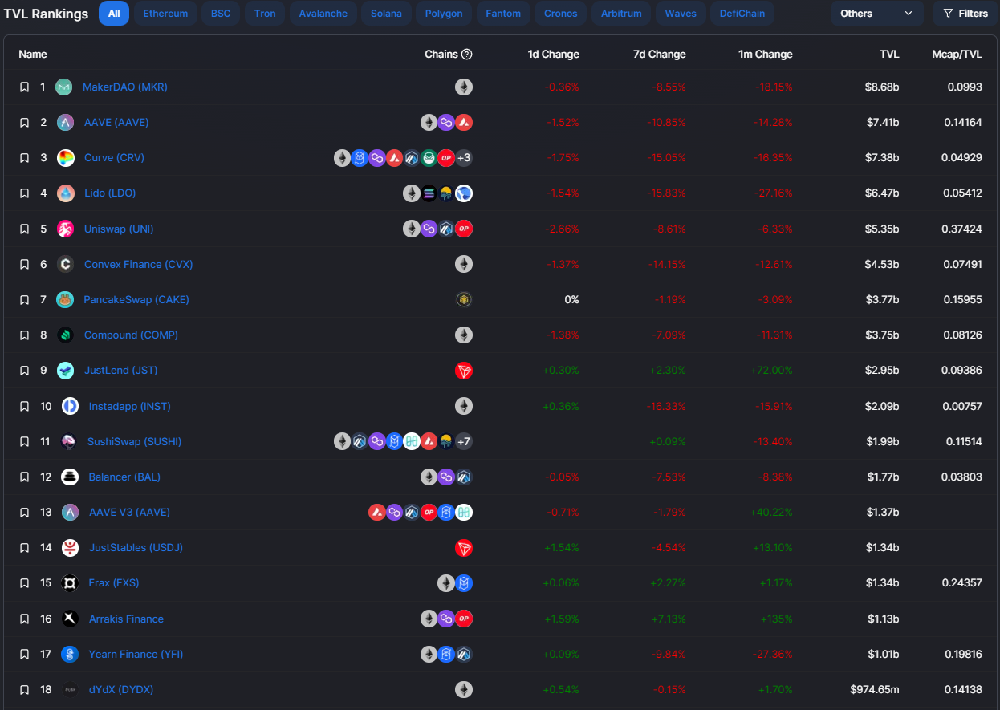 TVL Rankings All Ethereum BSC Tron Avalanche Solana Polygon Fantom Cronos Arbitrum Waves DefiChain Others Filters
Name Chains ? 1d Change 7d Change 1m Change TVL Mcap/TVL
1 MakerDAO (MKR) -0.36% -8.55% -18.15% $8.68b 0.0993
2 AAVE (AAVE) -1.52% -10.85% -14.28% $7.41b 0.14164
3 Curve (CRV) OP +3 -1.75% -15.05% -16.35% $7.38b 0.04929
4 Lido (LDO) -1.54% -15.83% -27.16% $6.47b 0.05412
5 Uniswap (UNI) OP -2.66% -8.61% -6.33% $5.35b 0.37424
6 Convex Finance (CVX) -1.37% -14.15% -12.61% $4.53b 0.07491
7 PancakeSwap (CAKE) 0% -1.19% -3.09% $3.77b 0.15955
8 Compound (COMP) -1.38% -7.09% -11.31% $3.75b 0.08126
9 JustLend (JST) +0.30% +2.30% +72.00% $2.95b 0.09386
10 Instadapp (INST) +0.36% -16.33% -15.91% $2.09b 0.00757
11 SushiSwap (SUSHI) +7 +0.09% -13.40% $1.99b 0.11514
12 Balancer (BAL) -0.05% -7.53% -8.38% $1.77b 0.03803
13 AAVE V3 (AAVE) OP -0.71% -1.79% +40.22% $1.37b
14 JustStables (USDJ) +1.54% -4.54% +13.10% $1.34b
15 Frax (FXS) +0.06% +2.27% +1.17% $1.34b 0.24357
16 Arrakis Finance OP +1.59% +7.13% +135% $1.13b
17 Yearn Finance (YFI) +0.09% -9.84% -27.36% $1.01b 0.19816
18 dYdX (DYDX) +0.54% -0.15% +1.70% $974.65m 0.14138